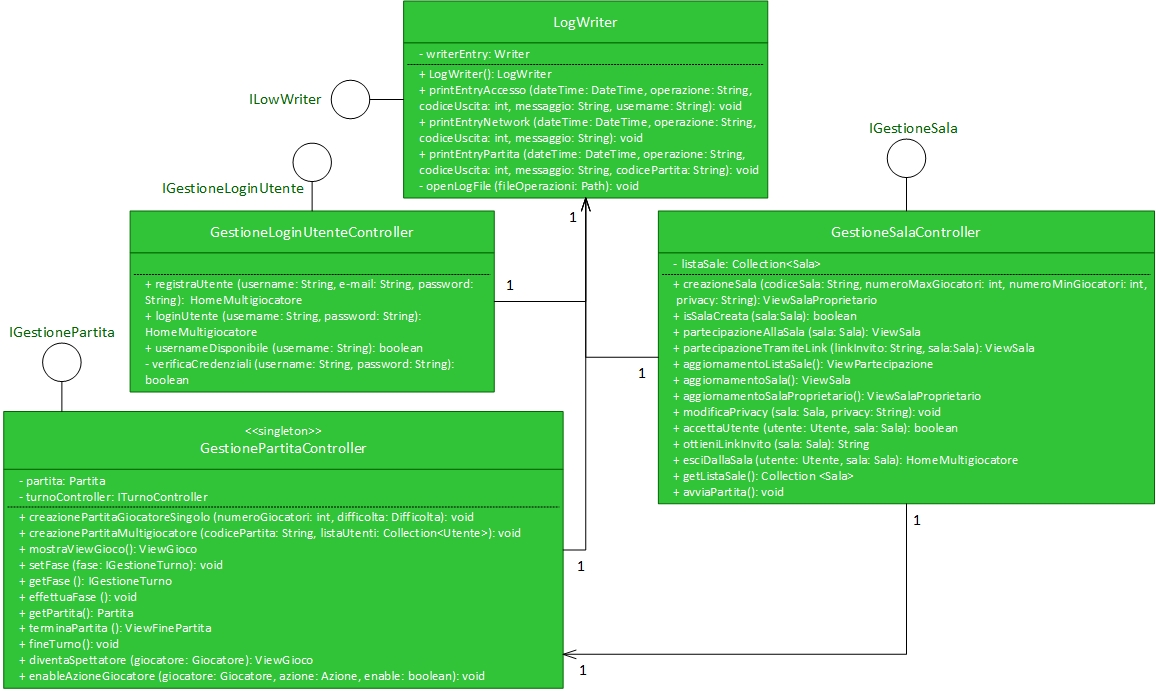 LogWriter
- writerEntry: Writer
+ LogWriter(): LogWriter
+ printEntryAccesso (dateTime: DateTime, operazione: String,
codiceUscita: int, messaggio: String, username: String): void
+ printEntryNetwork (dateTime: DateTime, operazione: String,
codiceUscita: int, messaggio: String): void
+ printEntryPartita (dateTime: DateTime, operazione: String,
codiceUscita: int, messaggio: String, codicePartita: String): void
- openLogFile (fileOperazioni: Path): void
ILowWriter
IGestioneLoginUtente
IGestioneSala
1
GestioneLoginUtenteController
+ registraUtente (username: String, e-mail: String, password:
String): HomeMultigiocatore
+ loginUtente (username: String, password: String):
HomeMultigiocatore
+ usernameDisponibile (username: String): boolean
- verificaCredenziali (username: String, password: String):
boolean
1
GestioneSalaController
- listaSale: Collection<Sala>
+ creazioneSala (codiceSala: String, numeroMaxGiocatori: int, numeroMinGiocatori: int,
privacy: String): ViewSalaProprietario
+ isSalaCreata (sala:Sala): boolean
+ partecipazioneAllaSala (sala: Sala): ViewSala
+ partecipazioneTramiteLink (linkInvito: String, sala:Sala): ViewSala
+ aggiornamentoListaSale(): ViewPartecipazione
+ aggiornamentoSala(): ViewSala
+ aggiornamentoSalaProprietario(): ViewSalaProprietario
+ modificaPrivacy (sala: Sala, privacy: String): void
+ accettaUtente (utente: Utente, sala: Sala): boolean
+ ottieniLinkInvito (sala: Sala): String
+ esciDallaSala (utente: Utente, sala: Sala): HomeMultigiocatore
+ getListaSale(): Collection <Sala>
+ avviaPartita(): void
1
1
IGestionePartita
<<singleton>>
GestionePartitaController
- partita: Partita
- turnoController: ITurnoController
+ creazionePartitaGiocatoreSingolo (numeroGiocatori: int, difficolta: Difficolta): void
+ creazionePartitaMultigiocatore (codicePartita: String, listaUtenti: Collection<Utente>): void
+ mostraViewGioco(): ViewGioco
+ setFase (fase: IGestioneTurno): void
+ getFase (): IGestioneTurno
+ effettuaFase (): void
+ getPartita(): Partita
+ terminaPartita (): ViewFinePartita
+ fineTurno(): void
+ diventaSpettatore (giocatore: Giocatore): ViewGioco
+ enableAzioneGiocatore (giocatore: Giocatore, azione: Azione, enable: boolean): void
1
1